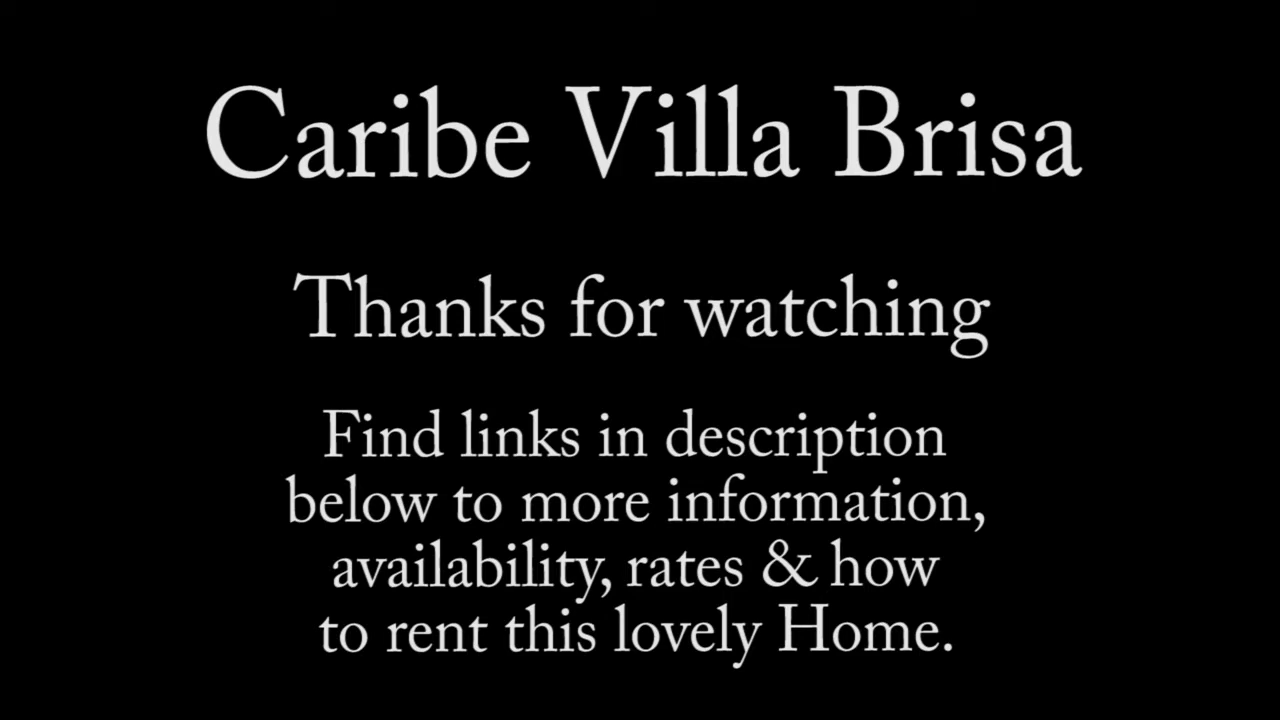 Caribe Villa Brisa
Thanks for watching
Find links in description
below to more information,
availability, rates & how
to rent this lovely Home.